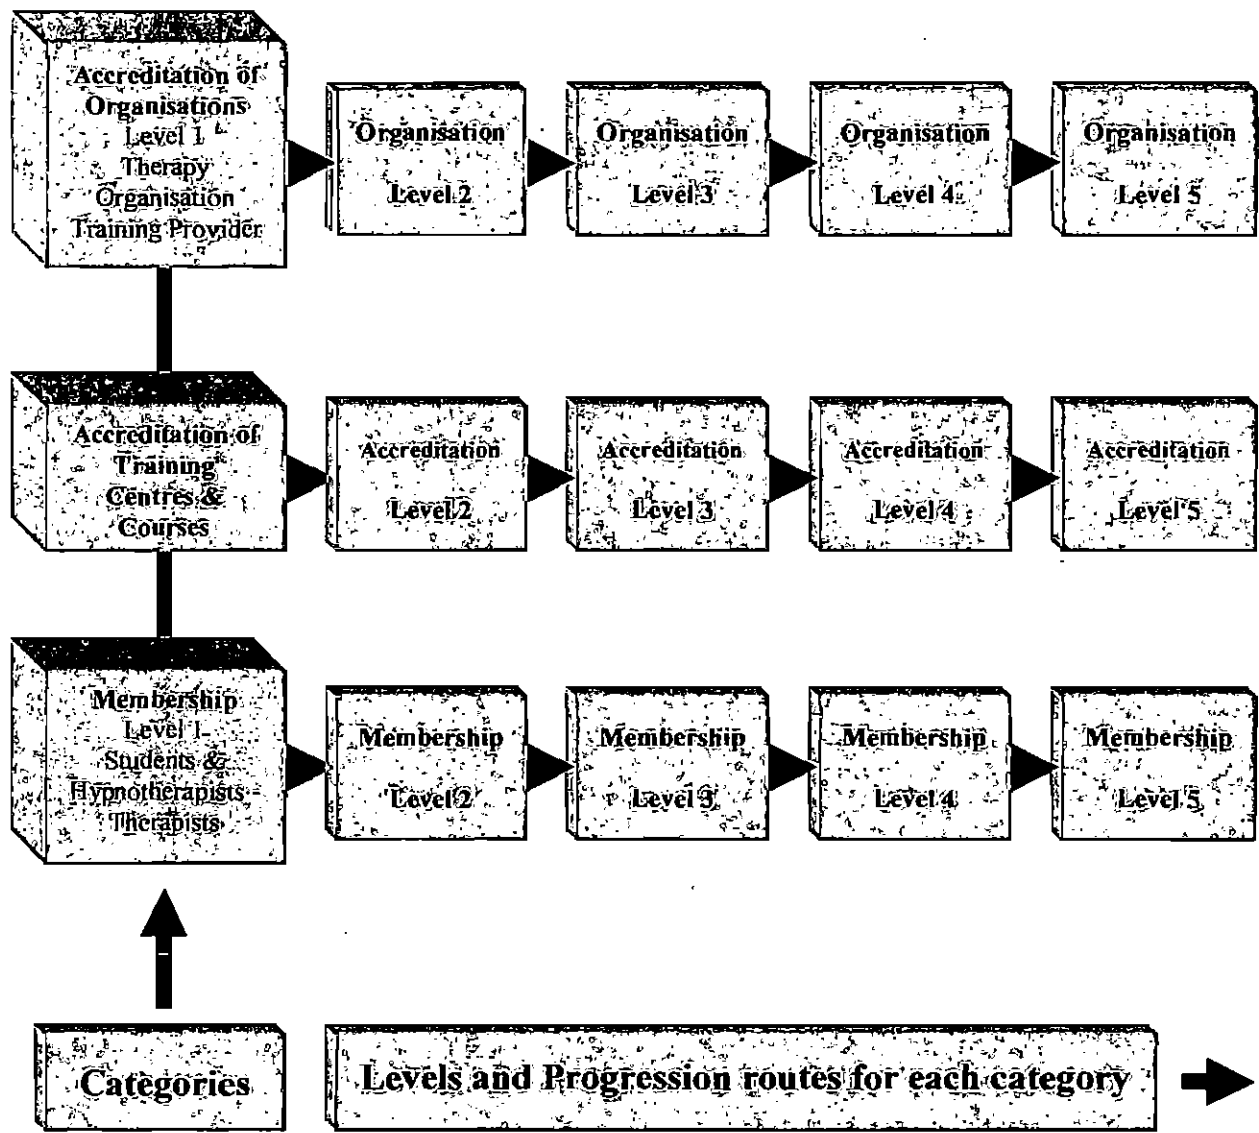 Accreditation of
Organisations
Level 1
Therapy
Organisation
Training Provider
Organisation
Level 2
Organisation
Level 3
Organisation
Level 4
Organisation
Level 5
Accreditation of
Training
Centres &
Courses
Accreditation
Level 2
Accreditation
Level 3
Accreditation
Level 4
Accreditation
Level 5
Membership
Level 1
Students &
Hypnotherapists
Therapists
Membership
Level 2
Membership
Level 3
Membership
Level 4
Membership
Level 5
Categories
Levels and Progression routes for each category